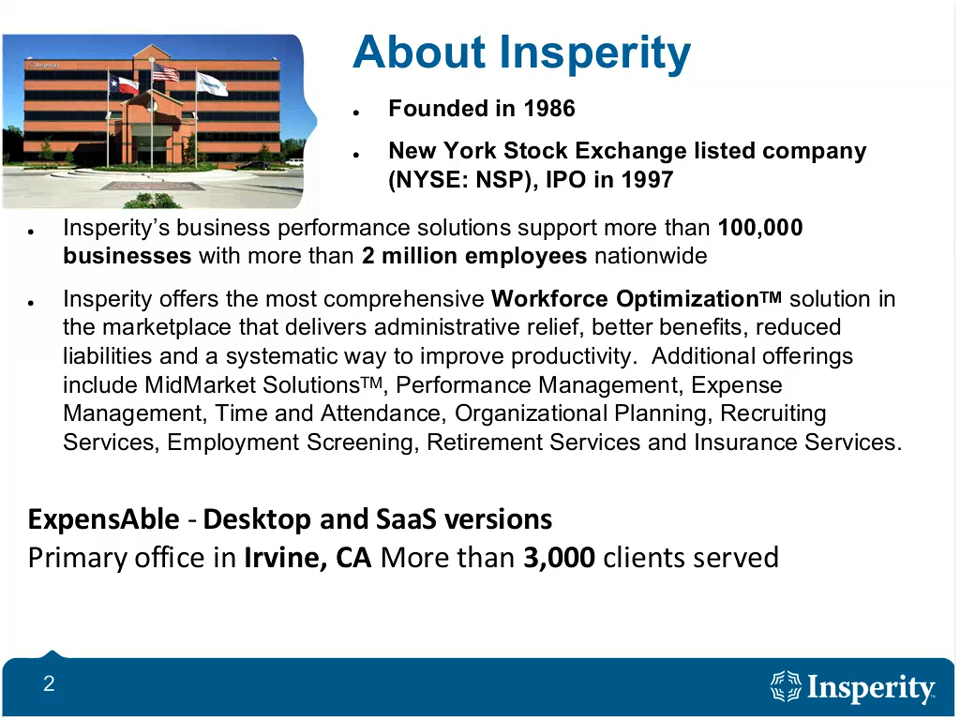 About Insperity
● Founded in 1986
● New York Stock Exchange listed company
(NYSE: NSP), IPO in 1997
● Insperity’s business performance solutions support more than 100,000
businesses with more than 2 million employees nationwide
● Insperity offers the most comprehensive Workforce Optimization™ solution in
the marketplace that delivers administrative relief, better benefits, reduced
liabilities and a systematic way to improve productivity.  Additional offerings
include MidMarket Solutions™, Performance Management, Expense
Management, Time and Attendance, Organizational Planning, Recruiting
Services, Employment Screening, Retirement Services and Insurance Services.
ExpensAble - Desktop and SaaS versions
Primary office in Irvine, CA More than 3,000 clients served
2
Insperity™